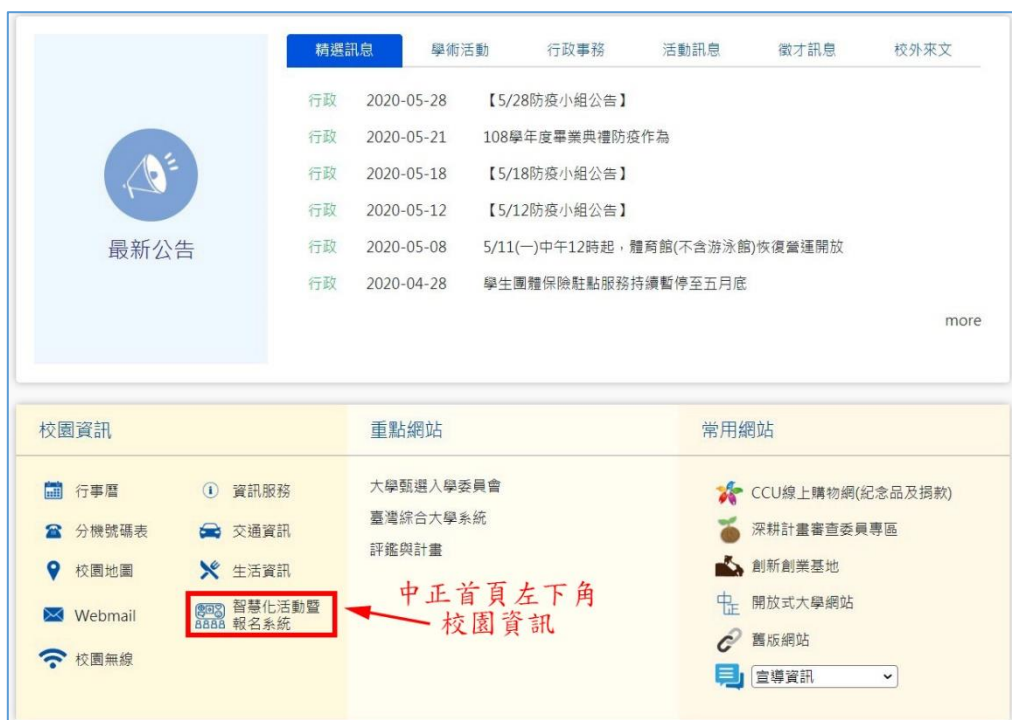 精選訊息 學術活動 行政事務 活動訊息 徵才訊息 校外來文
行政 2020-05-28 【5/28防疫小組公告】
行政 2020-05-21 108學年度畢業典禮防疫作為
行政 2020-05-18 【5/18防疫小組公告】
行政 2020-05-12 【5/12防疫小組公告】
行政 2020-05-08 5/11(一)中午12時起，體育館(不含游泳館)恢復營運開放
行政 2020-04-28 學生團體保險駐點服務持續暫停至五月底
最新公告
more
校園資訊
行事曆 資訊服務
分機號碼表 交通資訊
校園地圖 生活資訊
Webmail 智慧化活動暨
報名系統
校園無線
重點網站
大學甄選入學委員會
臺灣綜合大學系統
評鑑與計畫
中正首頁左下角
校園資訊
常用網站
CCU線上購物網(紀念品及捐款)
深耕計畫審查委員專區
創新創業基地
中正 開放式大學網站
舊版網站
宣導資訊